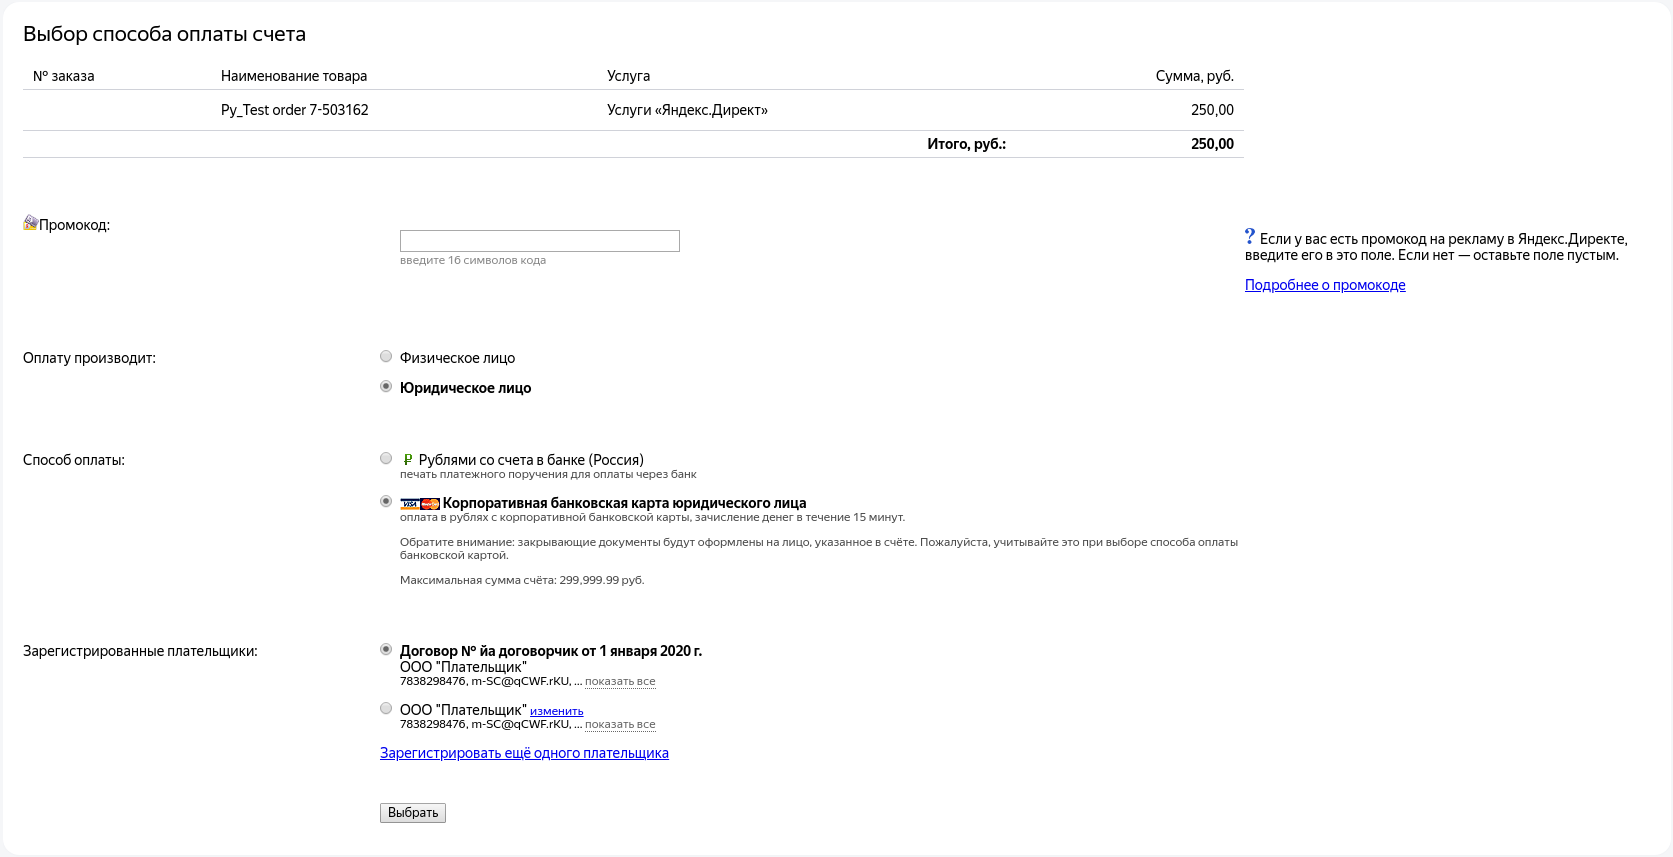 Выбор способа оплаты счета
№ заказа Наименование товара Услуга Сумма, руб.
Py_Test order 7-503162 Услуги «Яндекс.Директ» 250,00
Итого, руб.: 250,00
Промокод:
введите 16 символов кода
? Если у вас есть промокод на рекламу в Яндекс.Директе,
введите его в это поле. Если нет — оставьте поле пустым.
Подробнее о промокоде
Оплату производит:
Физическое лицо
Юридическое лицо
Способ оплаты:
₽ Рублями со счета в банке (Россия)
печать платежного поручения для оплаты через банк
VISA MasterCard Корпоративная банковская карта юридического лица
оплата в рублях с корпоративной банковской карты, зачисление денег в течение 15 минут.
Обратите внимание: закрывающие документы будут оформлены на лицо, указанное в счёте. Пожалуйста, учитывайте это при выборе способа оплаты
банковской картой.
Максимальная сумма счёта: 299,999.99 руб.
Зарегистрированные плательщики:
Договор № йа договорчик от 1 января 2020 г.
ООО "Плательщик"
7838298476, m-SC@qCWF.rKU, ... показать все
ООО "Плательщик" изменить
7838298476, m-SC@qCWF.rKU, ... показать все
Зарегистрировать ещё одного плательщика
Выбрать